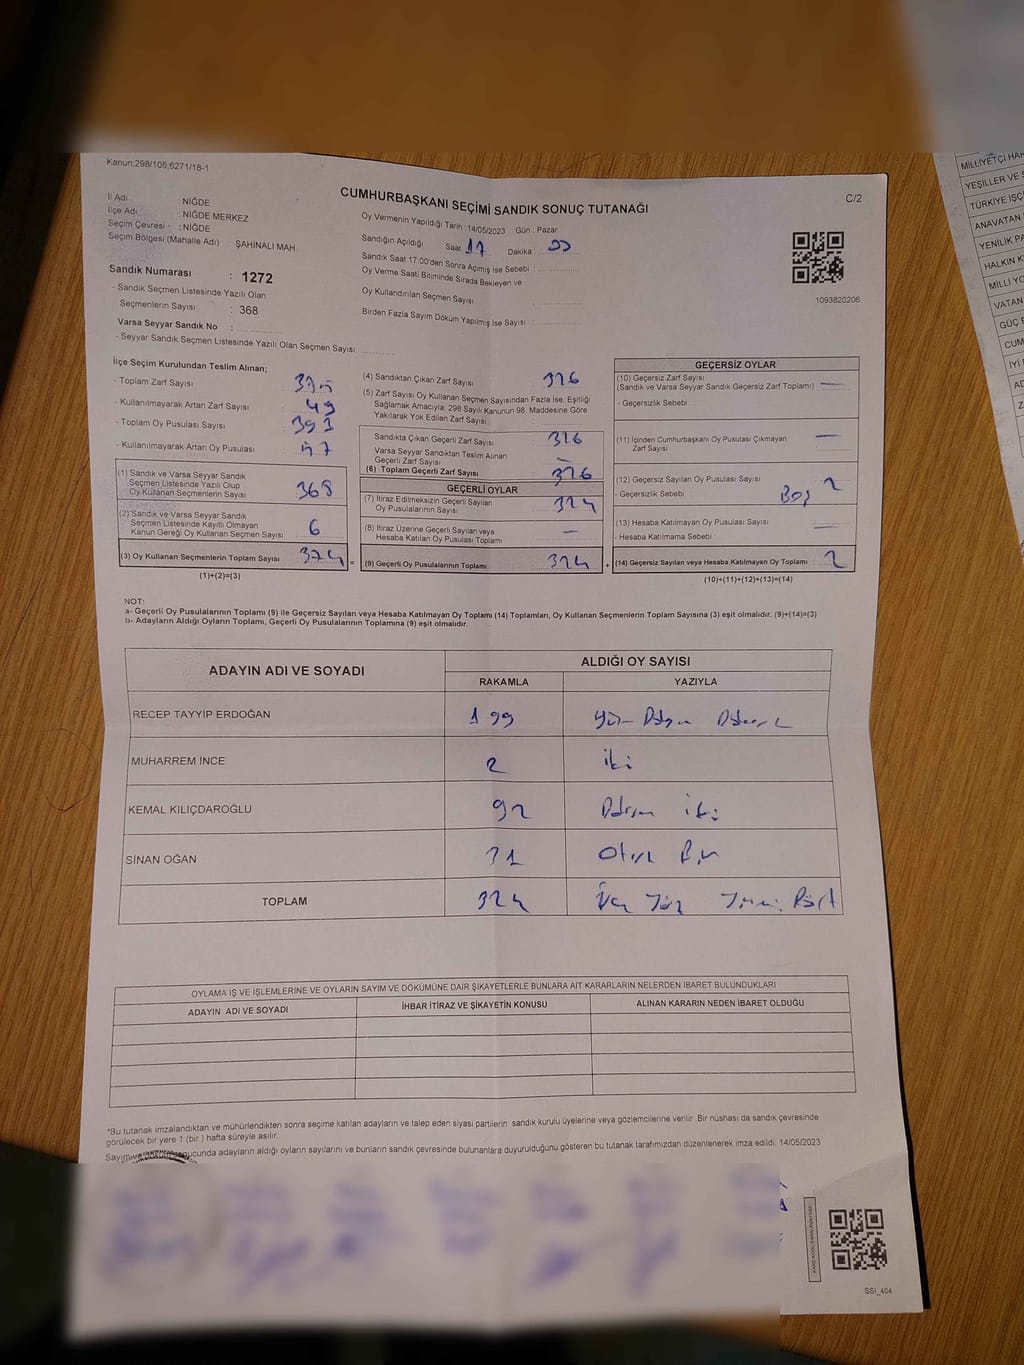 Kanun:298/105,6271/18-1
CUMHURBAŞKANI SEÇİMİ SANDIK SONUÇ TUTANAĞI
C/2
İl Adı : NİĞDE
İlçe Adı : NİĞDE MERKEZ
Seçim Çevresi : NİĞDE
Seçim Bölgesi (Mahalle Adı) ŞAHİNALİ MAH.
Sandık Numarası : 1272
- Sandık Seçmen Listesinde Yazılı Olan
Seçmenlerin Sayısı : 368
Varsa Seyyar Sandık No :
- Seyyar Sandık Seçmen Listesinde Yazılı Olan Seçmen Sayısı:
Oy Vermenin Yapıldığı Tarih :14/05/2023 Gün : Pazar
Sandığın Açıldığı Saat 17 Dakika :
Sandık Saat 17:00'den Sonra Açımış İse Sebebi :
Oy Verme Saati Bitiminde Sırada Bekleyen ve
Oy Kullandırılan Seçmen Sayısı
Birden Fazla Sayım Döküm Yapılmış İse Sayısı :
1093820206
İlçe Seçim Kurulundan Teslim Alınan;
- Toplam Zarf Sayısı
- Kullanılmayarak Artan Zarf Sayısı 49
- Toplam Oy Pusulası Sayısı 391
- Kullanılmayarak Artan Oy Pusulası
(1) Sandık ve Varsa Seyyar Sandık
Seçmen Listesinde Yazılı Olup
Oy Kullanan Seçmenlerin Sayısı 368
(2) Sandık ve Varsa Seyyar Sandık
Seçmen Listesinde Kayıtlı Olmayan
Kanun Gereği Oy Kullanan Seçmen Sayısı 6
(3) Oy Kullanan Seçmenlerin Toplam Sayısı 374 =
(1)+(2)=(3)
(4) Sandıktan Çıkan Zarf Sayısı 326
(5) Zarf Sayısı Oy Kullanan Seçmen Sayısından Fazla İse, Eşitliği
Sağlamak Amacıyla; 298 Sayılı Kanunun 98. Maddesine Göre
Yakılarak Yok Edilen Zarf Sayısı
Sandıkta Çıkan Geçerli Zarf Sayısı 326
Varsa Seyyar Sandıktan Teslim Alınan
Geçerli Zarf Sayısı –
(6) Toplam Geçerli Zarf Sayısı 326
GEÇERLİ OYLAR
(7) İtiraz Edilmeksizin Geçerli Sayılan
Oy Pusulalarının Sayısı 324
(8) İtiraz Üzerine Geçerli Sayılan veya
Hesaba Katılan Oy Pusulası Toplamı –
(9) Geçerli Oy Pusulalarının Toplamı 324 +
GEÇERSİZ OYLAR
(10) Geçersiz Zarf Sayısı
(Sandık ve Varsa Seyyar Sandık Geçersiz Zarf Toplamı) –
- Geçersizlik Sebebi :
(11) İçinden Cumhurbaşkanı Oy Pusulası Çıkmayan
Zarf Sayısı –
(12) Geçersiz Sayılan Oy Pusulası Sayısı 2
- Geçersizlik Sebebi Boş
(13) Hesaba Katılmayan Oy Pusulası Sayısı –
- Hesaba Katılmama Sebebi
(14) Geçersiz Sayılan veya Hesaba Katılmayan Oy Toplamı 2
(10)+(11)+(12)+(13)=(14)
NOT:
a- Geçerli Oy Pusulalarının Toplamı (9) ile Geçersiz Sayılan veya Hesaba Katılmayan Oy Toplamı (14) Toplamları, Oy Kullanan Seçmenlerin Toplam Sayısına (3) eşit olmalıdır. (9)+(14)=(3)
b- Adayların Aldığı Oyların Toplamı, Geçerli Oy Pusulalarının Toplamına (9) eşit olmalıdır.
ADAYIN ADI VE SOYADI
ALDIĞI OY SAYISI
RAKAMLA YAZIYLA
RECEP TAYYİP ERDOĞAN 199 Yüz Doksan Dokuz
MUHARREM İNCE 2 iki
KEMAL KILIÇDAROĞLU 92 Doksan iki
SİNAN OĞAN 31 Otuz Bir
TOPLAM 324 Üç Yüz Yirmi Dört
OYLAMA İŞ VE İŞLEMLERİNE VE OYLARIN SAYIM VE DÖKÜMÜNE DAİR ŞİKAYETLERLE BUNLARA AİT KARARLARIN NELERDEN İBARET BULUNDUKLARI
ADAYIN ADI VE SOYADI İHBAR İTİRAZ VE ŞİKAYETİN KONUSU ALINAN KARARIN NEDEN İBARET OLDUĞU
*Bu tutanak imzalandıktan ve mühürlendikten sonra seçime katılan adayların ve talep eden siyasi partilerin sandık kurulu üyelerine veya gözlemcilerine verilir. Bir nüshası da sandık çevresinde
görülecek bir yere 1 (bir ) hafta süreyle asılır.
Sayım ve sonucunda adayların aldığı oyların sayılarını ve bunların sandık çevresinde bulunanlara duyurulduğunu gösteren bu tutanak tarafımızdan düzenlenerek imza edildi. 14/05/2023
SSI_404
MİLLİYETÇİ HA
YEŞİLLER VE S
TÜRKİYE İŞÇ
ANAVATAN
YENİLİK PA
HALKIN K
MİLLİ YO
VATAN
GÜÇ B
CUM
İYİ